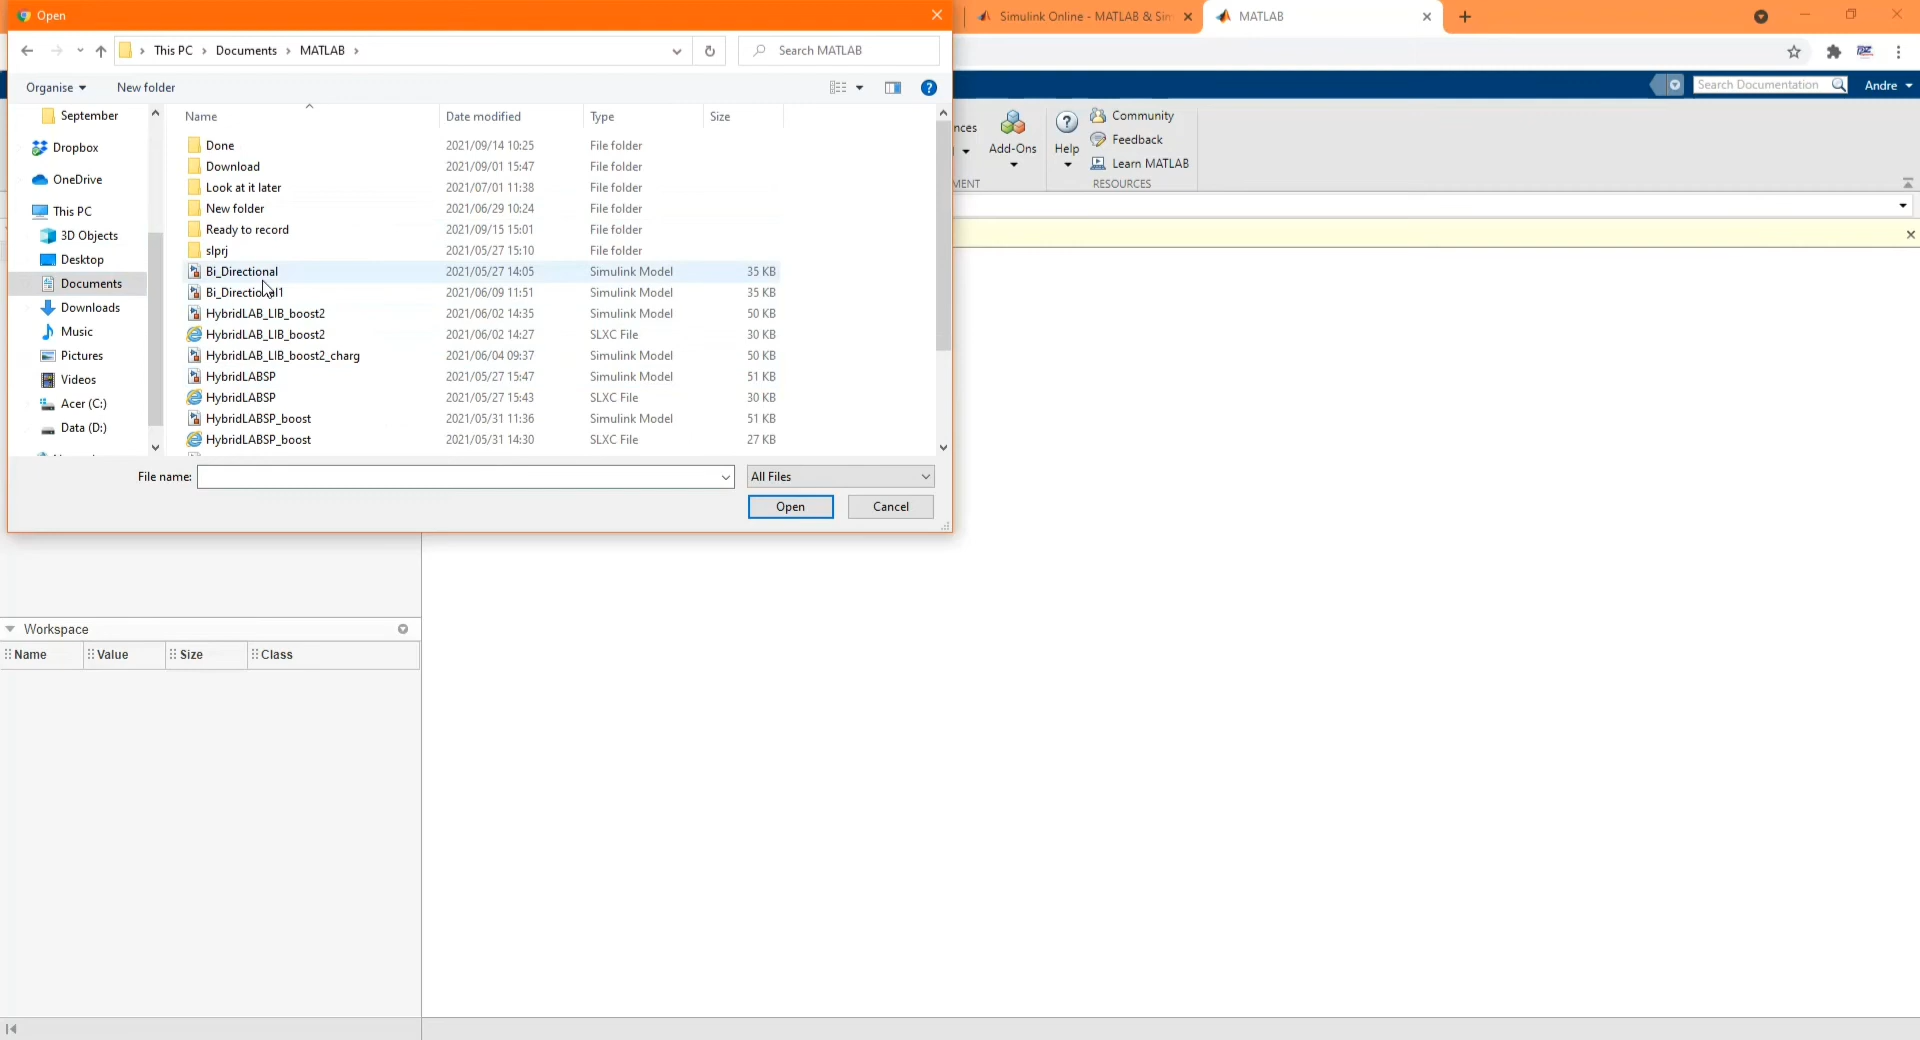 Open
Simulink Online - MATLAB & Sin
MATLAB
This PC > Documents > MATLAB >
Search MATLAB
Organise
New folder
Search Documentation
Andre
September
Dropbox
OneDrive
This PC
3D Objects
Desktop
Documents
Downloads
Music
Pictures
Videos
Acer (C:)
Data (D:)
Name Date modified Type Size
Done 2021/09/14 10:25 File folder
Download 2021/09/01 15:47 File folder
Look at it later 2021/07/01 11:38 File folder
New folder 2021/06/29 10:24 File folder
Ready to record 2021/09/15 15:01 File folder
slprj 2021/05/27 15:10 File folder
Bi_Directional 2021/05/27 14:05 Simulink Model 35 KB
Bi_Directional1 2021/06/09 11:51 Simulink Model 35 KB
HybridLAB_LIB_boost2 2021/06/02 14:35 Simulink Model 50 KB
HybridLAB_LIB_boost2 2021/06/02 14:27 SLXC File 30 KB
HybridLAB_LIB_boost2_charg 2021/06/04 09:37 Simulink Model 50 KB
HybridLABSP 2021/05/27 15:47 Simulink Model 51 KB
HybridLABSP 2021/05/27 15:43 SLXC File 30 KB
HybridLABSP_boost 2021/05/31 11:36 Simulink Model 51 KB
HybridLABSP_boost 2021/05/31 14:30 SLXC File 27 KB
File name:
All Files
Open
Cancel
nces
Add-Ons
Help
Community
Feedback
Learn MATLAB
MENT
RESOURCES
Workspace
Name Value Size Class